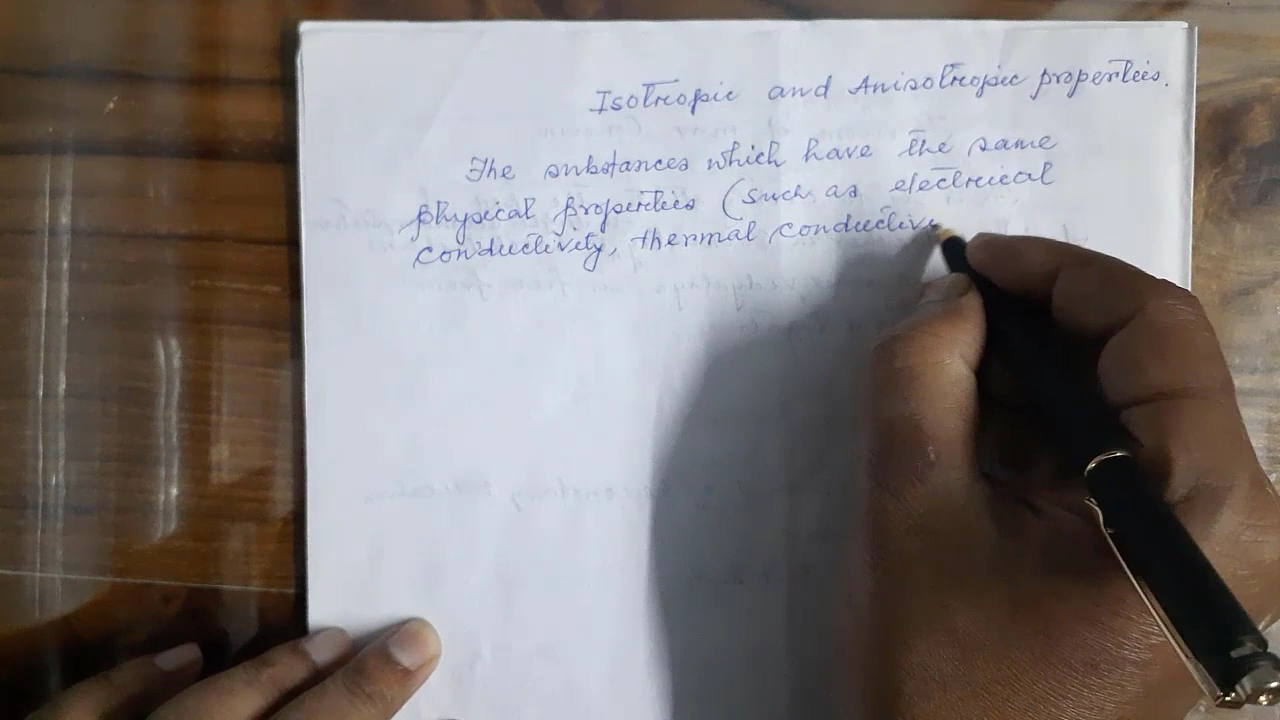 Isotropic and Anisotropic properties.
The substances which have the same
physical properties (such as electrical
conductivity, thermal conductiv